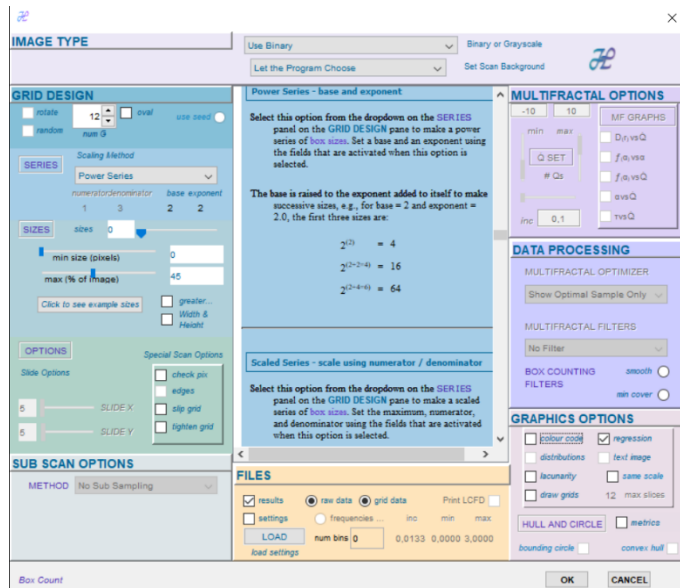 IMAGE TYPE
Use Binary
Binary or Grayscale
Let the Program Choose
Set Scan Background
GRID DESIGN
rotate
12
oval
use seed
random
num G
Scaling Method
SERIES
Power Series
numerator denominator
base exponent
1 3 2 2
SIZES
sizes
0
min size (pixels)
0
max (% of image)
45
Click to see example sizes
greater...
Width &
Height
OPTIONS
Special Scan Options
Slide Options
check pix
edges
5
SLIDE X
slip grid
5
SLIDE Y
tighten grid
SUB SCAN OPTIONS
METHOD
No Sub Sampling
Power Series - base and exponent
Select this option from the dropdown on the SERIES
panel on the GRID DESIGN pane to make a power
series of box sizes. Set a base and an exponent using
the fields that are activated when this option is
selected.
The base is raised to the exponent added to itself to make
successive sizes, e.g., for base = 2 and exponent =
2.0, the first three sizes are:
2^(2) = 4
2^(2+2=4) = 16
2^(2+4=6) = 64
Scaled Series - scale using numerator / denominator
Select this option from the dropdown on the SERIES
panel on the GRID DESIGN pane to make a scaled
series of box sizes. Set the maximum, numerator,
and denominator using the fields that are activated
when this option is selected.
FILES
results
raw data
grid data
Print LCFD
settings
frequencies ...
inc
min
max
LOAD
num bins
0
0,0133 0,0000 3,0000
load settings
MULTIFRACTAL OPTIONS
-10
10
MF GRAPHS
min
max
Q SET
# Qs
αvsQ
inc
0,1
τvsQ
DATA PROCESSING
MULTIFRACTAL OPTIMIZER
Show Optimal Sample Only
MULTIFRACTAL FILTERS
No Filter
BOX COUNTING
FILTERS
smooth
min cover
GRAPHICS OPTIONS
colour code
regression
distributions
text image
lacunarity
same scale
draw grids
12
max slices
HULL AND CIRCLE
metrics
bounding circle
convex hull
Box Count
OK
CANCEL